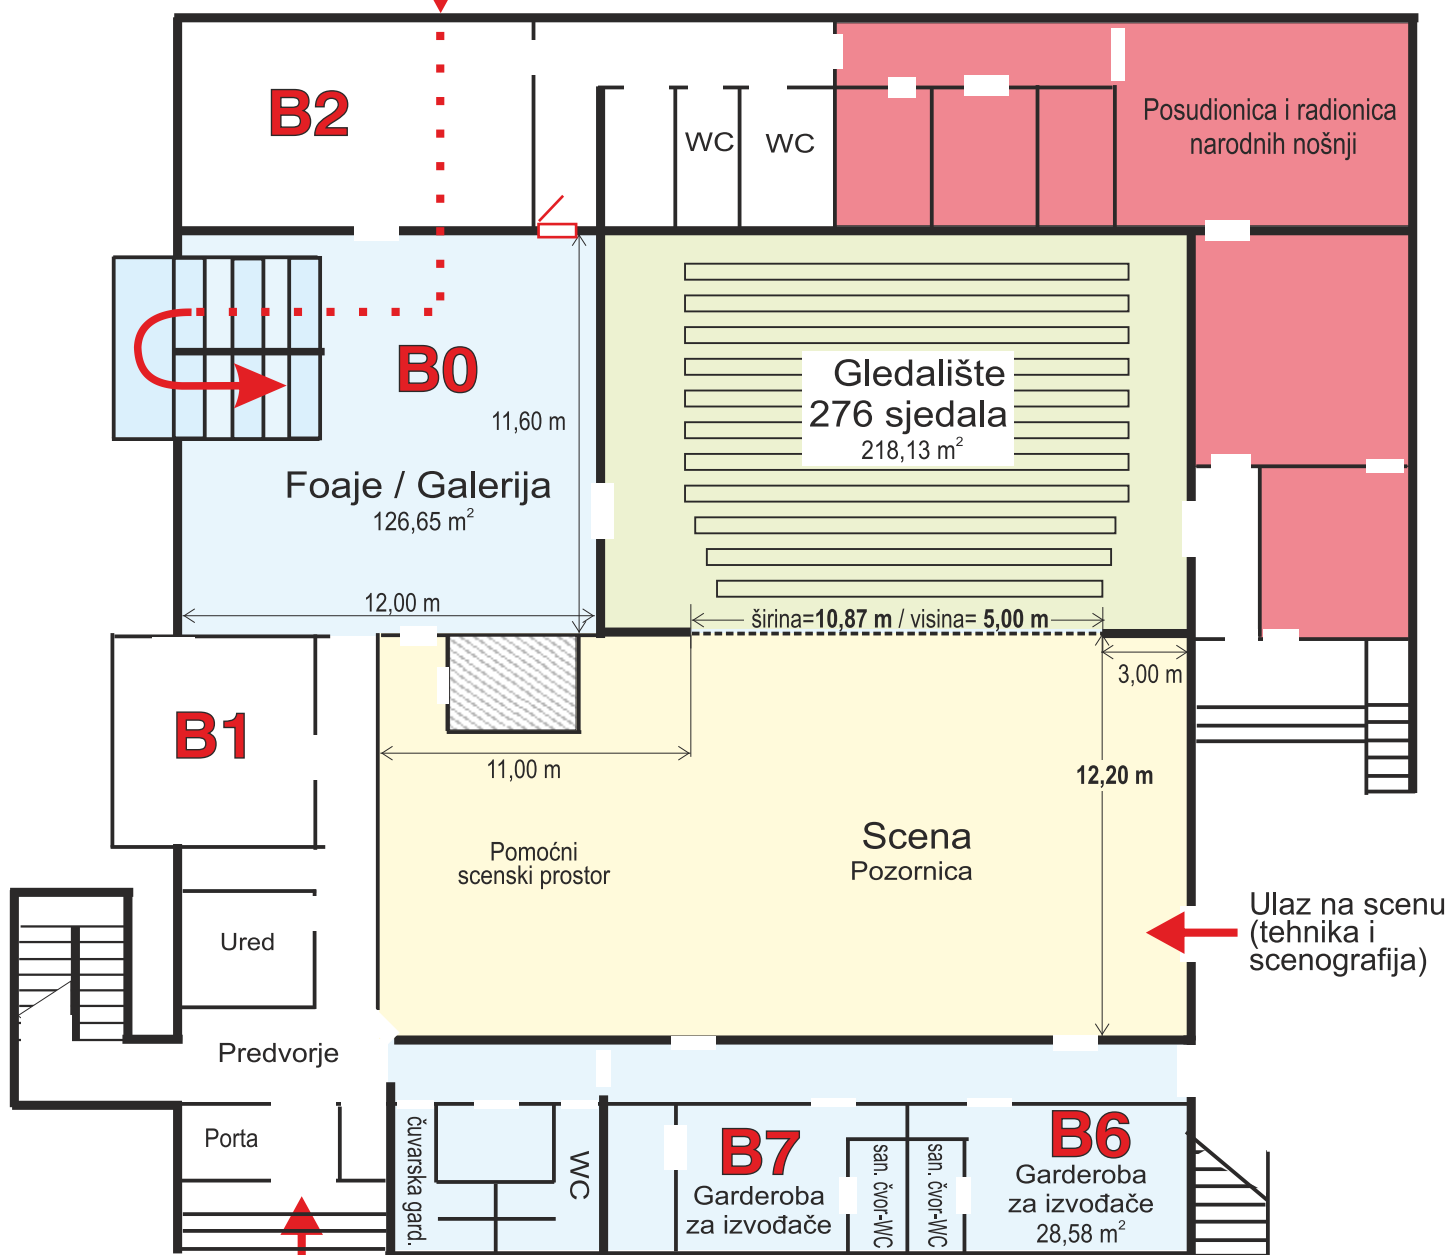 B2
WC
WC
Posudionica i radionica
narodnih nošnji
B0
11,60 m
Foaje / Galerija
126,65 m²
12,00 m
Gledalište
276 sjedala
218,13 m²
širina=10,87 m / visina= 5,00 m
3,00 m
B1
11,00 m
12,20 m
Pomoćni
scenski prostor
Scena
Pozornica
Ulaz na scenu
(tehnika i
scenografija)
Ured
Predvorje
Porta
čuvarska gard.
WC
B7
Garderoba
za izvođače
san. čvor-WC
san. čvor-WC
B6
Garderoba
za izvođače
28,58 m²